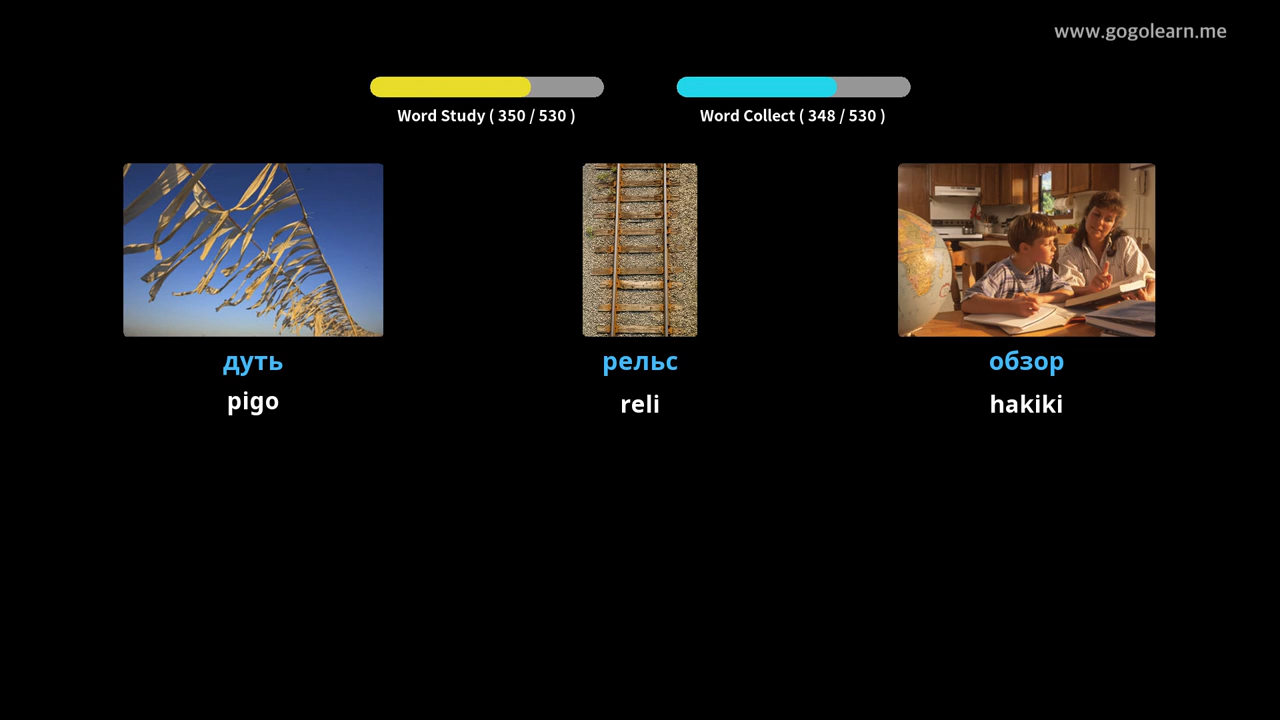 www.gogolearn.me
Word Study ( 350 / 530 )
Word Collect ( 348 / 530 )
дуть
рельс
обзор
pigo
reli
hakiki